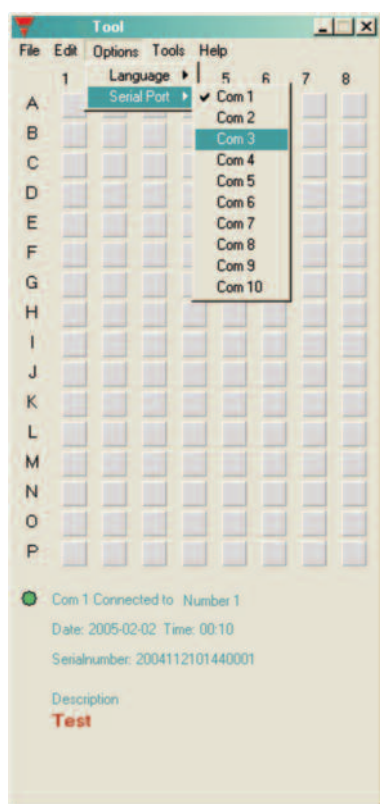 Tool
File Edit Options Tools Help
1 5 6 7 8
Language
Serial Port
Com 1
Com 2
Com 3
Com 4
Com 5
Com 6
Com 7
Com 8
Com 9
Com 10
A
B
C
D
E
F
G
H
I
J
K
L
M
N
O
P
Com 1 Connected to Number 1
Date: 2005-02-02 Time: 00:10
Serialnumber: 2004112101440001
Description
Test